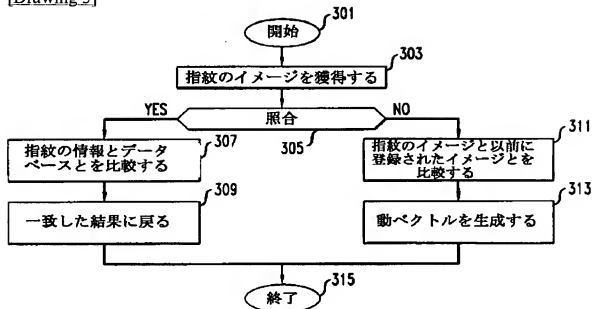 [Drawing 3]
開始
301
指紋のイメージを獲得する
303
YES
照合
NO
305
指紋の情報とデータ
ベースとを比較する
307
指紋のイメージと以前に
登録されたイメージとを
比較する
311
一致した結果に戻る
309
動ベクトルを生成する
313
終了
315